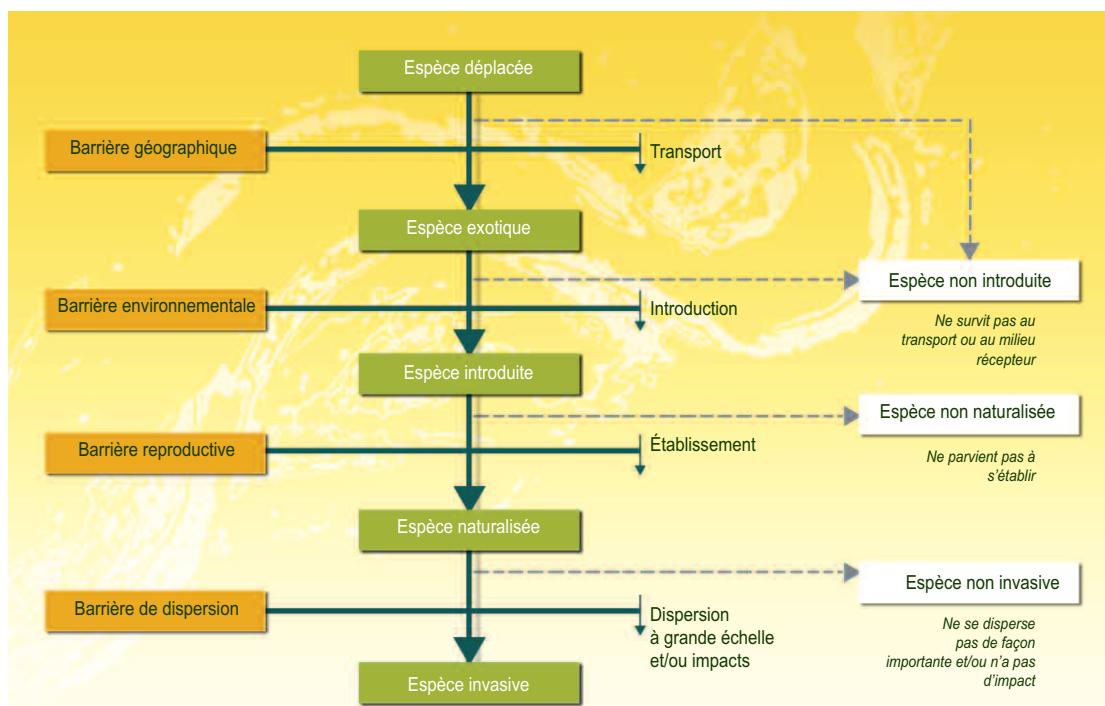 Espèce déplacée
Barrière géographique
Transport
Espèce exotique
Espèce non introduite
Barrière environnementale
Introduction
Ne survit pas au
transport ou au milieu
récepteur
Espèce introduite
Espèce non naturalisée
Barrière reproductive
Établissement
Ne parvient pas à
s'établir
Espèce naturalisée
Espèce non invasive
Barrière de dispersion
Dispersion
à grande échelle
et/ou impacts
Ne se disperse
pas de façon
importante et/ou n'a pas
d'impact
Espèce invasive